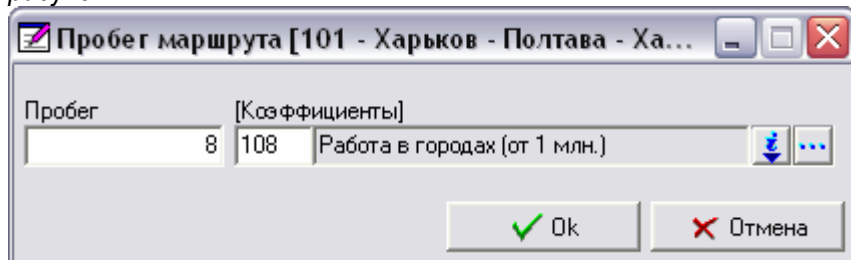 Пробег маршрута [101 - Харьков - Полтава - Ха...
Пробег [Коэффициенты]
8 108 Работа в городах (от 1 млн.)
Ok Отмена